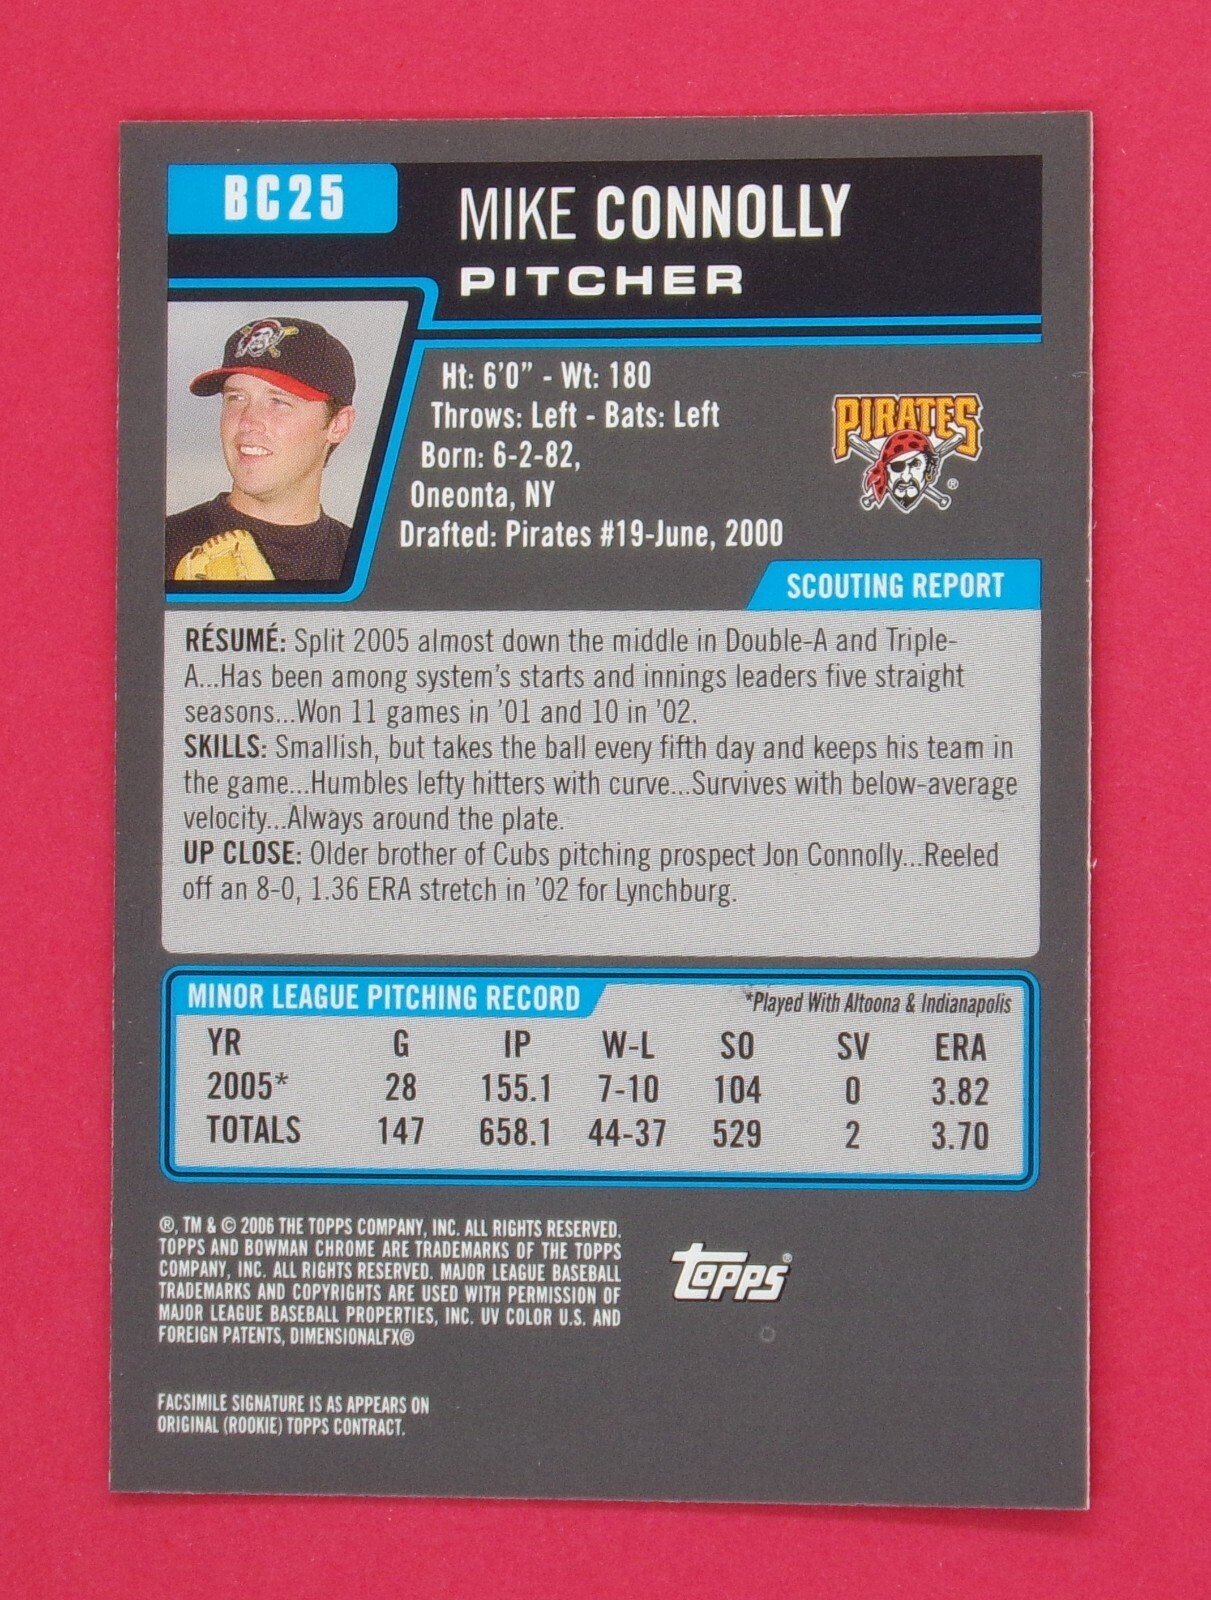 BC25
MIKE CONNOLLY
PITCHER
Ht: 6'0" - Wt: 180
Throws: Left - Bats: Left
Born: 6-2-82,
Oneonta, NY
Drafted: Pirates #19-June, 2000
PIRATES
®
SCOUTING REPORT
RÉSUMÉ: Split 2005 almost down the middle in Double-A and Triple-
A...Has been among system's starts and innings leaders five straight
seasons...Won 11 games in '01 and 10 in '02.
SKILLS: Smallish, but takes the ball every fifth day and keeps his team in
the game...Humbles lefty hitters with curve...Survives with below-average
velocity...Always around the plate.
UP CLOSE: Older brother of Cubs pitching prospect Jon Connolly...Reeled
off an 8-0, 1.36 ERA stretch in '02 for Lynchburg.
MINOR LEAGUE PITCHING RECORD
*Played With Altoona & Indianapolis
YR G IP W-L SO SV ERA
2005* 28 155.1 7-10 104 0 3.82
TOTALS 147 658.1 44-37 529 2 3.70
®, TM & © 2006 THE TOPPS COMPANY, INC. ALL RIGHTS RESERVED.
TOPPS AND BOWMAN CHROME ARE TRADEMARKS OF THE TOPPS
COMPANY, INC. ALL RIGHTS RESERVED. MAJOR LEAGUE BASEBALL
TRADEMARKS AND COPYRIGHTS ARE USED WITH PERMISSION OF
MAJOR LEAGUE BASEBALL PROPERTIES, INC. UV COLOR U.S. AND
FOREIGN PATENTS, DIMENSIONALFX®
Topps®
FACSIMILE SIGNATURE IS AS APPEARS ON
ORIGINAL (ROOKIE) TOPPS CONTRACT.